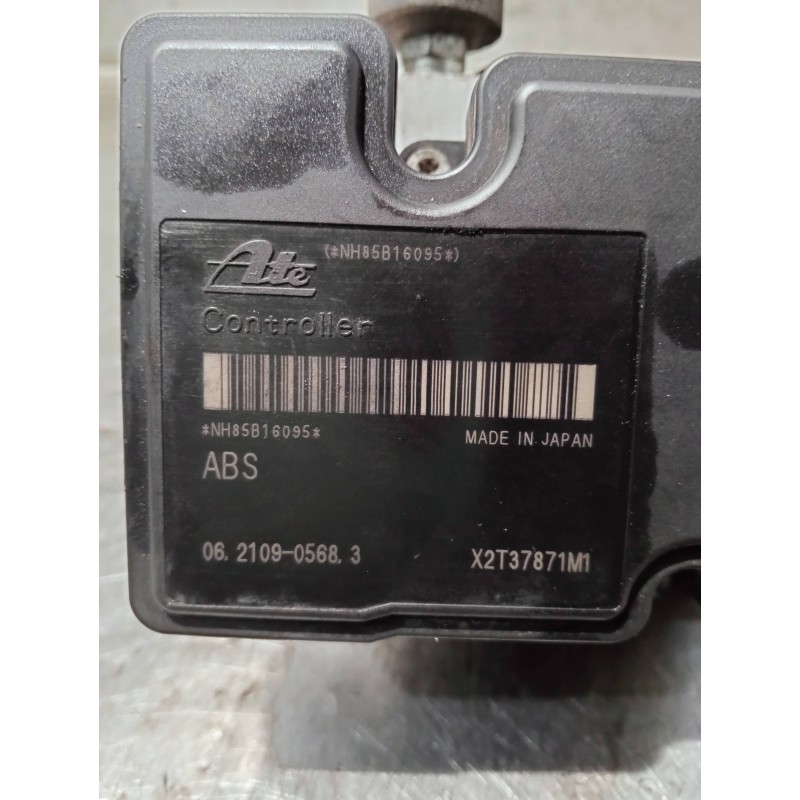 (*NH85B16095*)
Ate
Controller
*NH85B16095*
MADE IN JAPAN
ABS
06.2109-0568.3
X2T37871M1